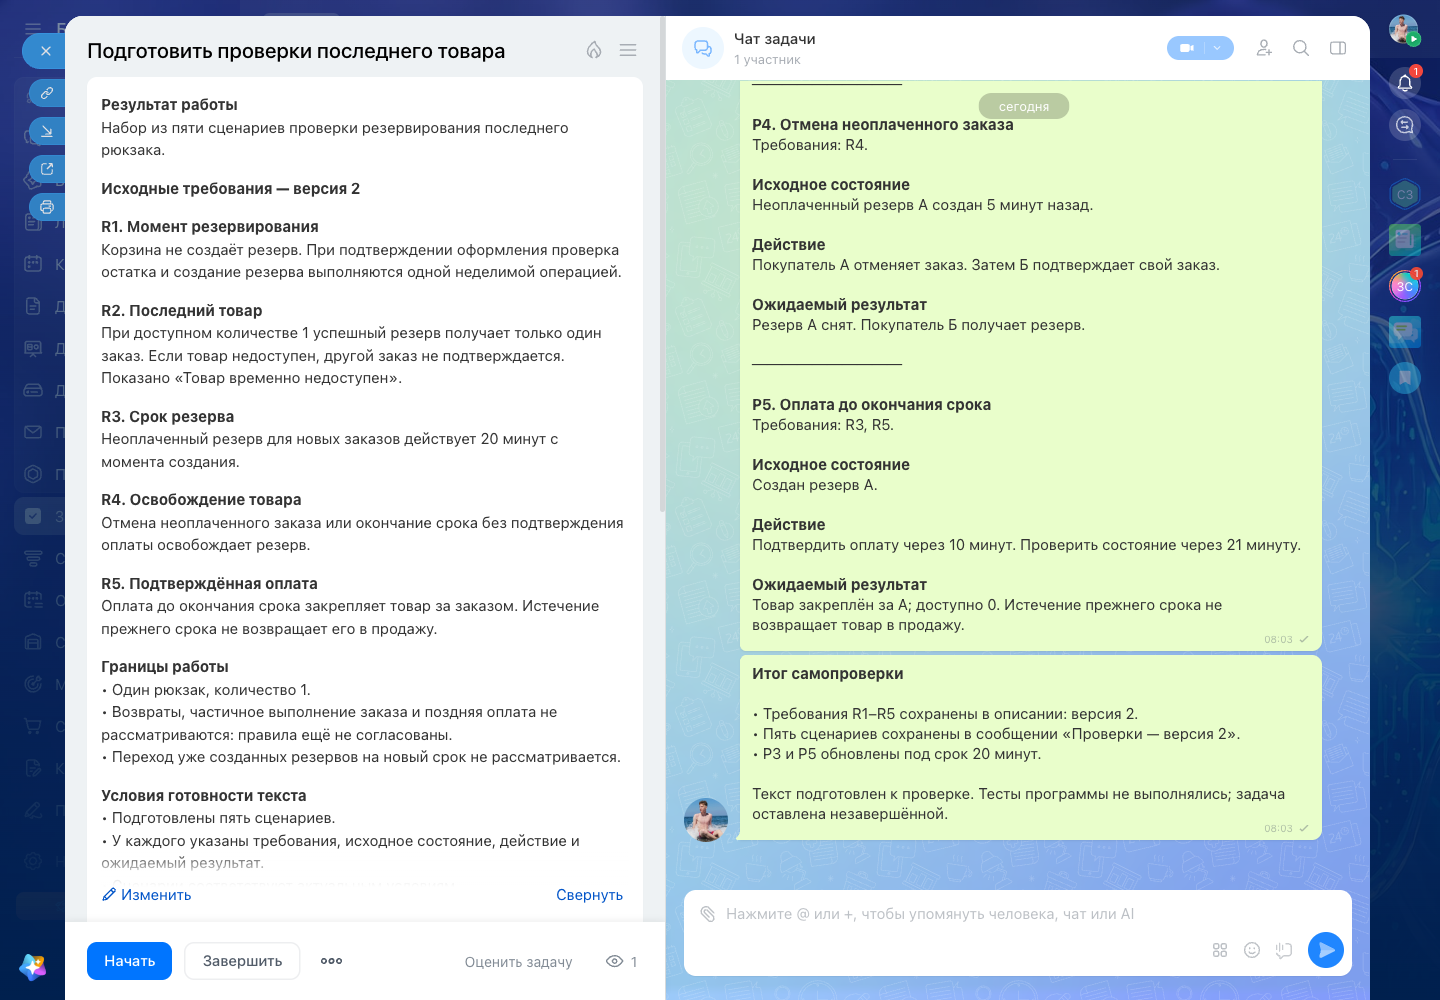 Подготовить проверки последнего товара
Результат работы
Набор из пяти сценариев проверки резервирования последнего
рюкзака.
Исходные требования — версия 2
R1. Момент резервирования
Корзина не создаёт резерв. При подтверждении оформления проверка
остатка и создание резерва выполняются одной неделимой операцией.
R2. Последний товар
При доступном количестве 1 успешный резерв получает только один
заказ. Если товар недоступен, другой заказ не подтверждается.
Показано «Товар временно недоступен».
R3. Срок резерва
Неоплаченный резерв для новых заказов действует 20 минут с
момента создания.
R4. Освобождение товара
Отмена неоплаченного заказа или окончание срока без подтверждения
оплаты освобождает резерв.
R5. Подтверждённая оплата
Оплата до окончания срока закрепляет товар за заказом. Истечение
прежнего срока не возвращает его в продажу.
Границы работы
• Один рюкзак, количество 1.
• Возвраты, частичное выполнение заказа и поздняя оплата не
рассматриваются: правила ещё не согласованы.
• Переход уже созданных резервов на новый срок не рассматривается.
Условия готовности текста
• Подготовлены пять сценариев.
• У каждого указаны требования, исходное состояние, действие и
ожидаемый результат.
Изменить
Свернуть
Начать
Завершить
Оценить задачу
1
Чат задачи
1 участник
сегодня
P4. Отмена неоплаченного заказа
Требования: R4.
Исходное состояние
Неоплаченный резерв А создан 5 минут назад.
Действие
Покупатель А отменяет заказ. Затем Б подтверждает свой заказ.
Ожидаемый результат
Резерв А снят. Покупатель Б получает резерв.
P5. Оплата до окончания срока
Требования: R3, R5.
Исходное состояние
Создан резерв А.
Действие
Подтвердить оплату через 10 минут. Проверить состояние через 21 минуту.
Ожидаемый результат
Товар закреплён за А; доступно 0. Истечение прежнего срока не
возвращает товар в продажу.
08:03
Итог самопроверки
• Требования R1–R5 сохранены в описании: версия 2.
• Пять сценариев сохранены в сообщении «Проверки — версия 2».
• P3 и P5 обновлены под срок 20 минут.
Текст подготовлен к проверке. Тесты программы не выполнялись; задача
оставлена незавершённой.
08:03
Нажмите @ или +, чтобы упомянуть человека, чат или AI
1
СЗ
ЗС
1